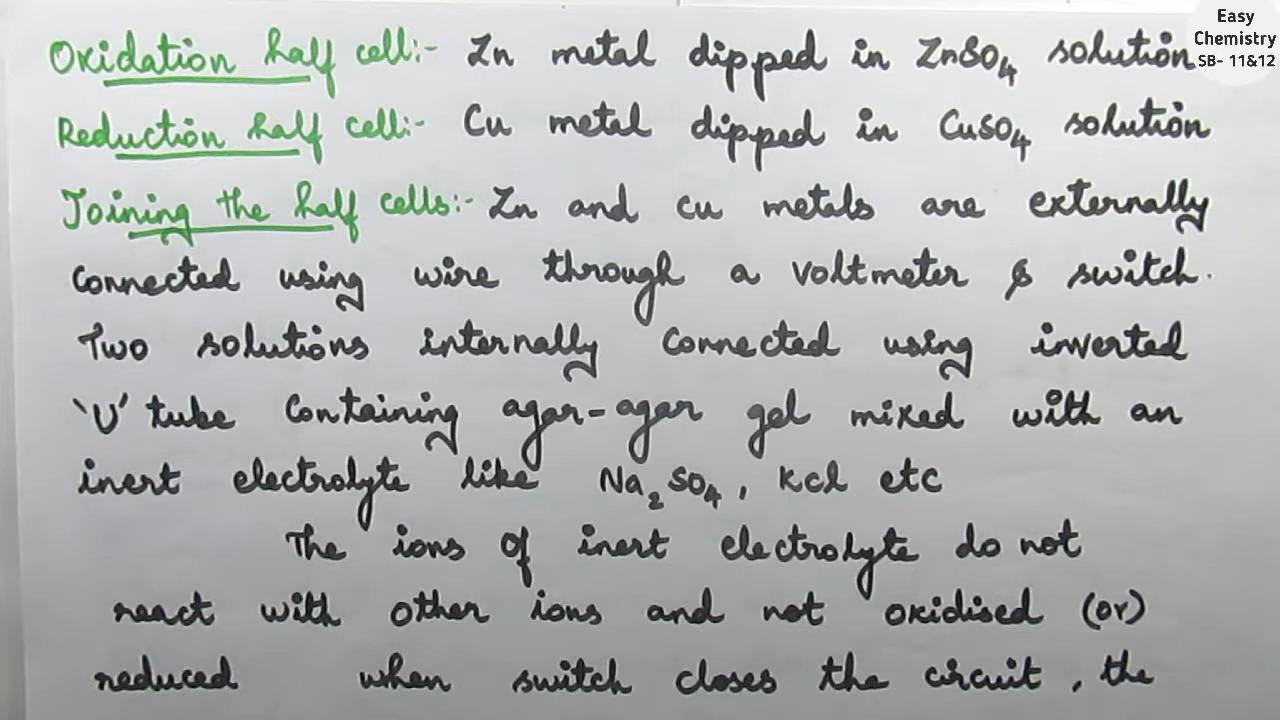 Easy
Chemistry
SB- 11&12
Oxidation half cell:- Zn metal dipped in ZnSO₄ solution
Reduction half cell:- Cu metal dipped in CuSO₄ solution
Joining the half cells:- Zn and cu metals are externally
connected using wire through a voltmeter & switch.
Two solutions internally connected using inverted
'U' tube containing agar-agar gel mixed with an
inert electrolyte like Na₂SO₄, Kcl etc
The ions of inert electrolyte do not
react with other ions and not oxidised (or)
reduced when switch closes the circuit, the